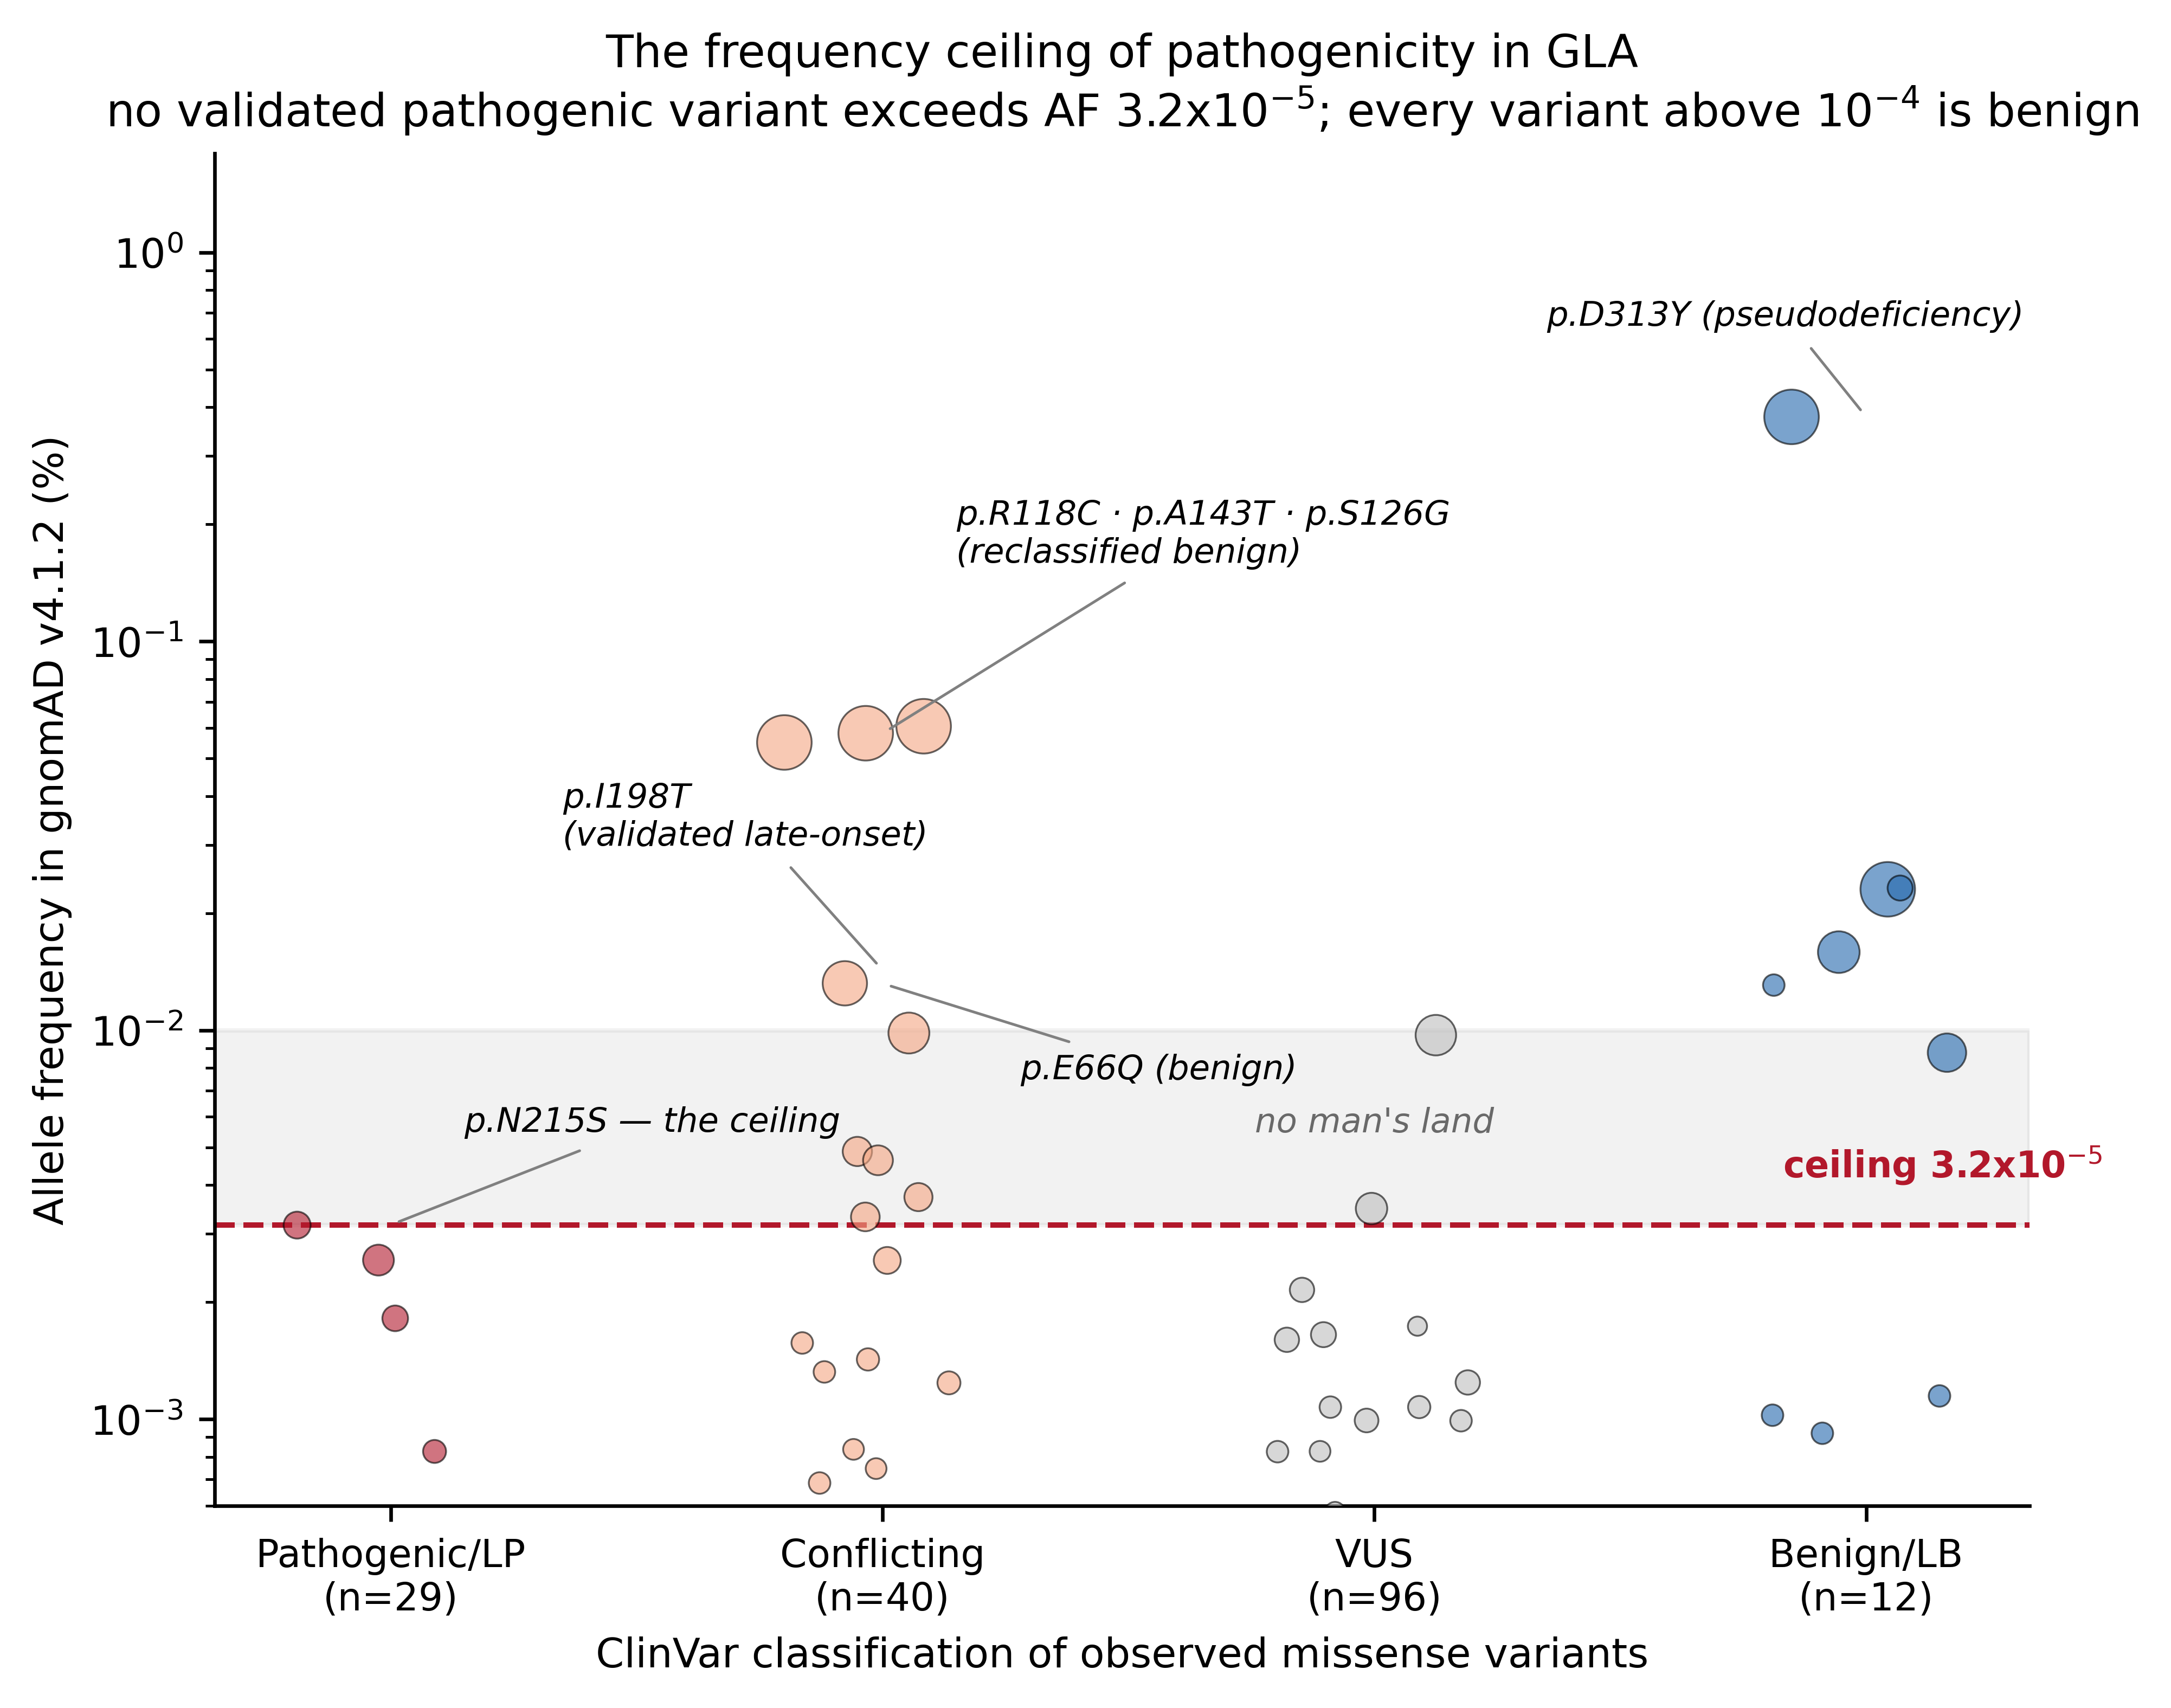 The frequency ceiling of pathogenicity in GLA
no validated pathogenic variant exceeds AF 3.2x10⁻⁵; every variant above 10⁻⁴ is benign
Allele frequency in gnomAD v4.1.2 (%)
10⁰
10⁻¹
10⁻²
10⁻³
p.D313Y (pseudodeficiency)
p.R118C · p.A143T · p.S126G
(reclassified benign)
p.I198T
(validated late-onset)
p.E66Q (benign)
p.N215S — the ceiling
no man's land
ceiling 3.2x10⁻⁵
Pathogenic/LP
(n=29)
Conflicting
(n=40)
VUS
(n=96)
Benign/LB
(n=12)
ClinVar classification of observed missense variants